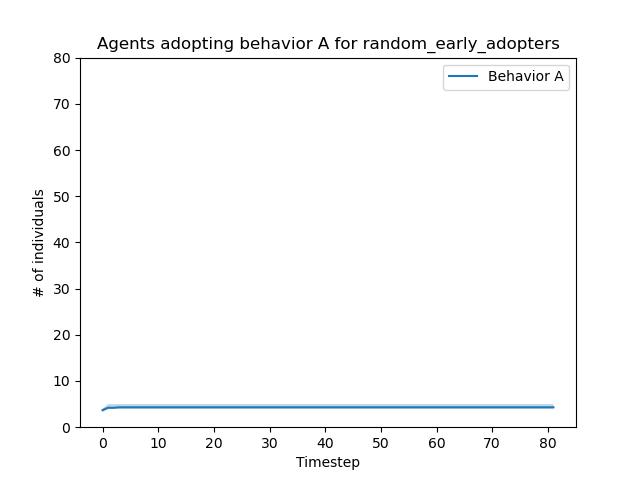 Agents adopting behavior A for random_early_adopters
Behavior A
80
70
60
50
40
30
20
10
0
# of individuals
0 10 20 30 40 50 60 70 80
Timestep